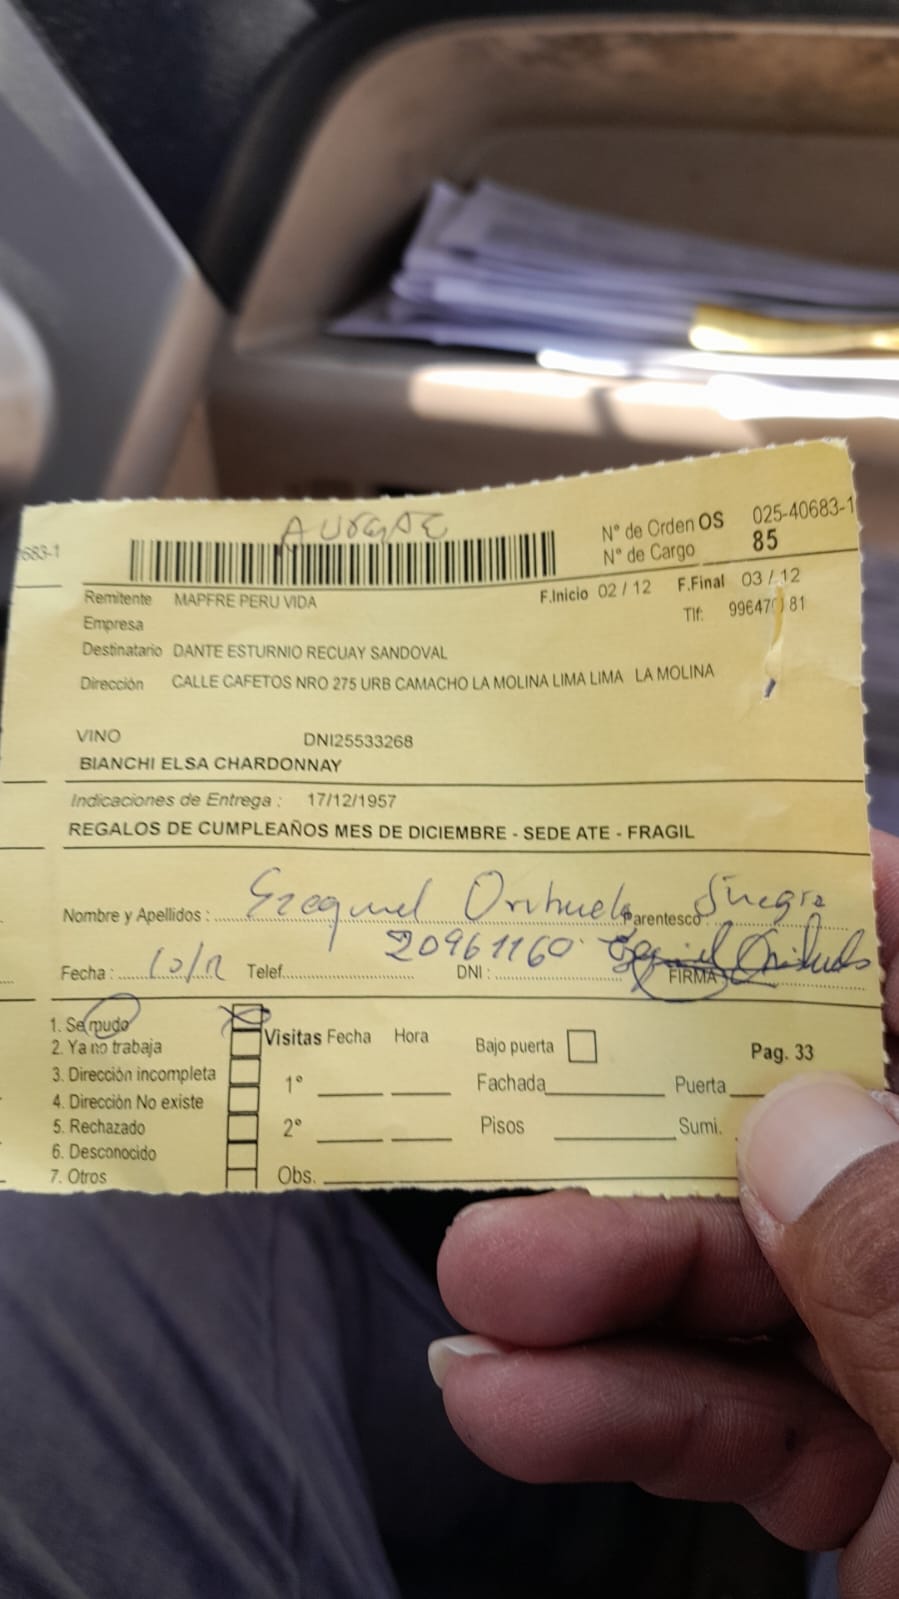 683-1
N° de Orden OS 025-40683-1
N° de Cargo 85
Remitente MAPFRE PERU VIDA F.Inicio 02 / 12 F.Final 03 / 12
Empresa Tlf: 99647 81
Destinatario DANTE ESTURNIO RECUAY SANDOVAL
Dirección CALLE CAFETOS NRO 275 URB CAMACHO LA MOLINA LIMA LIMA LA MOLINA
VINO DNI25533268
BIANCHI ELSA CHARDONNAY
Indicaciones de Entrega : 17/12/1957
REGALOS DE CUMPLEAÑOS MES DE DICIEMBRE - SEDE ATE - FRAGIL
Nombre y Apellidos : Ezequiel Orihuela Parentesco Suegro
Fecha : 10/12 Telef. DNI : 20961160 FIRMA
1. Se mudo
2. Ya no trabaja
3. Dirección incompleta
4. Dirección No existe
5. Rechazado
6. Desconocido
7. Otros
Visitas Fecha Hora Bajo puerta Pag. 33
1° Fachada Puerta
2° Pisos Sumi.
Obs.